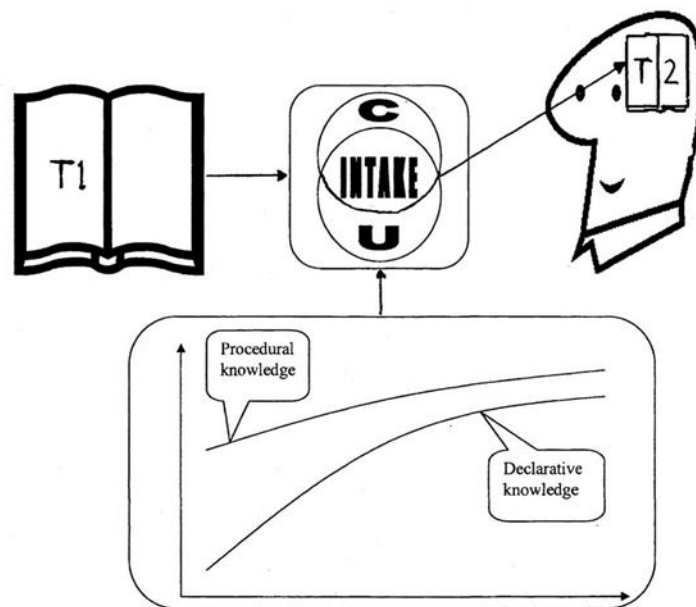 T1
C
INTAKE
U
T 2
Procedural
knowledge
Declarative
knowledge